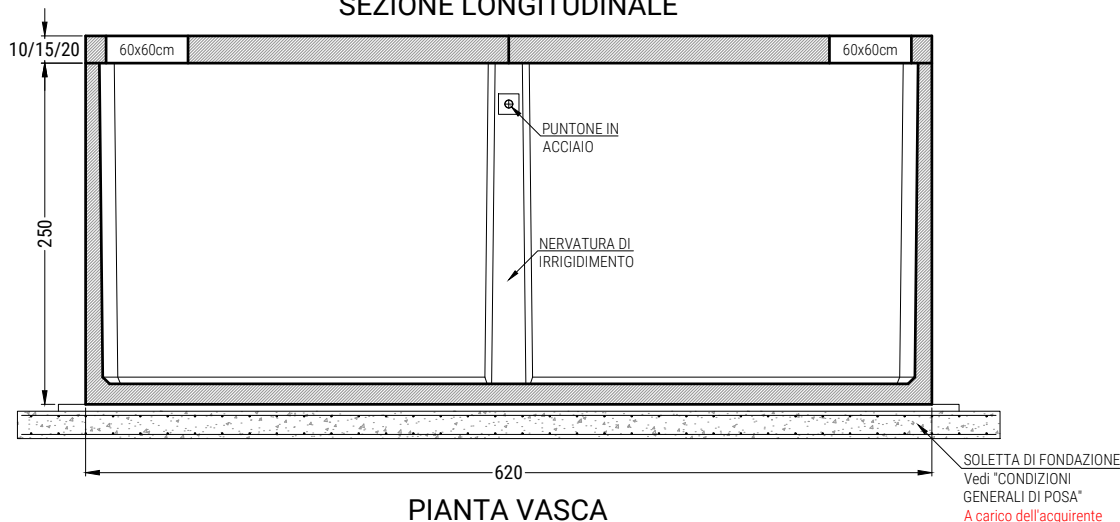 SEZIONE LONGITUDINALE
10/15/20
60x60cm
60x60cm
PUNTONE IN
ACCIAIO
250
NERVATURA DI
IRRIGIDIMENTO
620
SOLETTA DI FONDAZIONE
Vedi "CONDIZIONI
GENERALI DI POSA"
A carico dell'acquirente
PIANTA VASCA